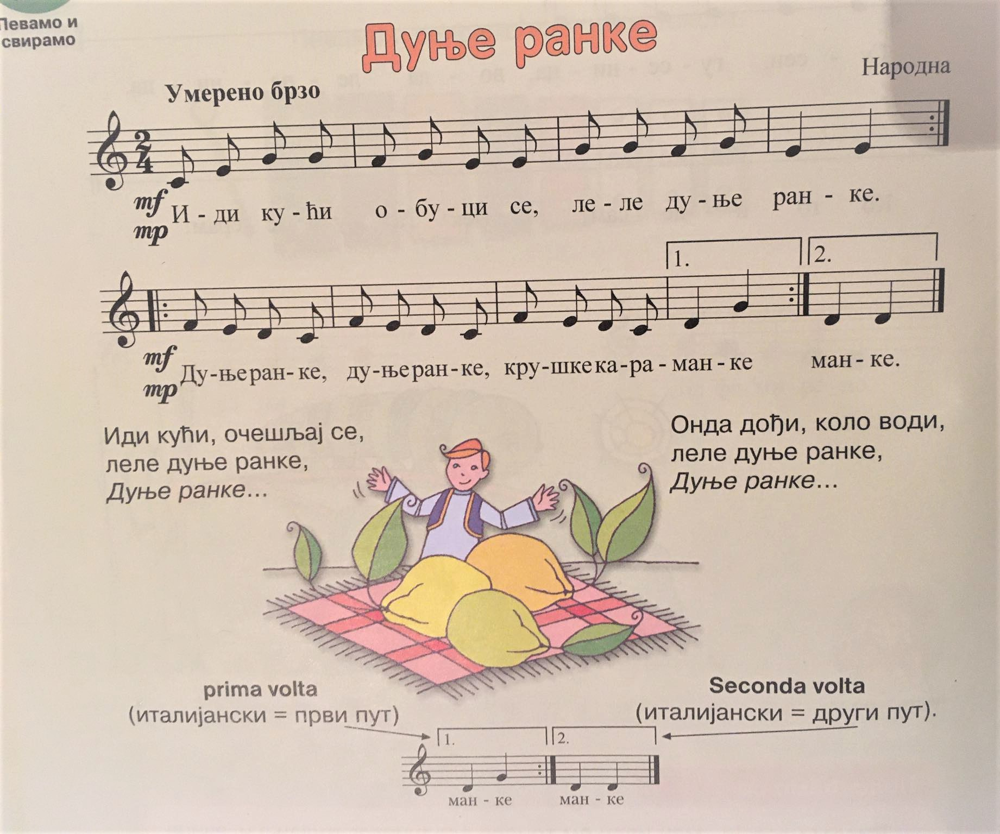 Певамо и
свирамо
Дуње ранке
Народна
Умерено брзо
2
4
mf
mp
И - ди ку - ћи о - бу - ци се, ле - ле ду - ње ран - ке.
1. 2.
mf
mp
Ду-ње ран- ке, ду-ње ран-ке, кру-шке ка-ра - ман - ке ман - ке.
Иди кући, очешљај се,
леле дуње ранке,
Дуње ранке...
Онда дођи, коло води,
леле дуње ранке,
Дуње ранке...
prima volta
(италијански = први пут)
Seconda volta
(италијански = други пут).
1. 2.
ман - ке ман - ке